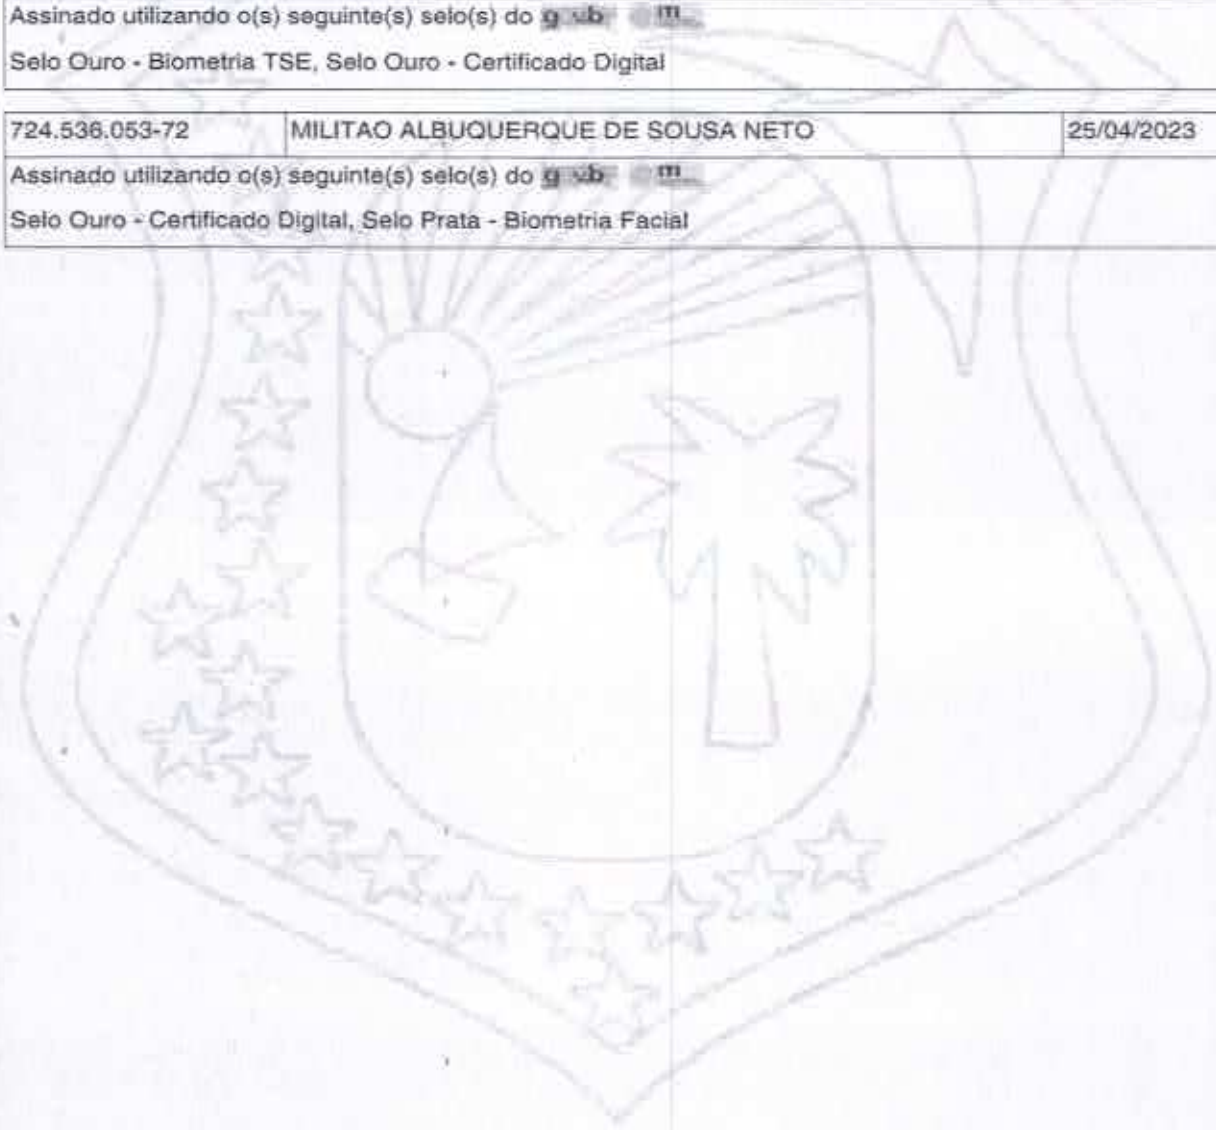 Assinado utilizando o(s) seguinte(s) selo(s) do
Selo Ouro - Biometria TSE, Selo Ouro - Certificado Digital
724.536.053-72 MILITAO ALBUQUERQUE DE SOUSA NETO 25/04/2023
Assinado utilizando o(s) seguinte(s) selo(s) do
Selo Ouro - Certificado Digital, Selo Prata - Biometria Facial